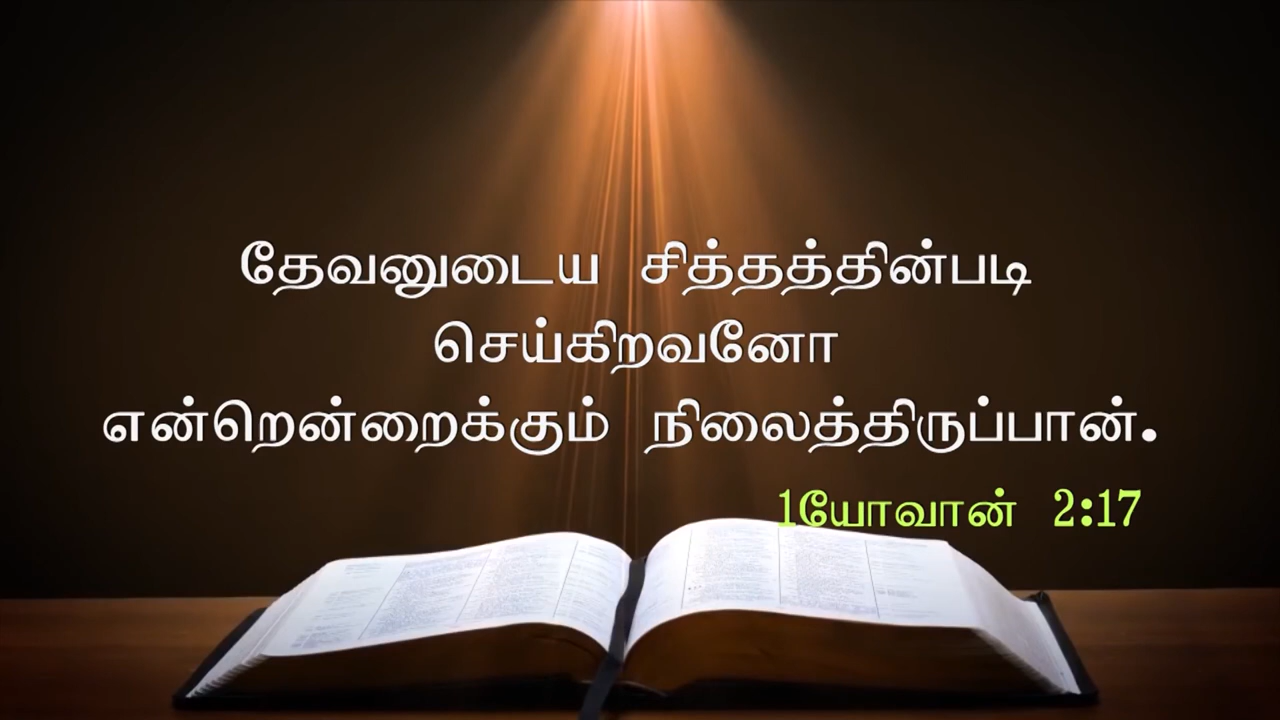 தேவனுடைய சித்தத்தின்படி
செய்கிறவனோ
என்றென்றைக்கும் நிலைத்திருப்பான்.
1யோவான் 2:17